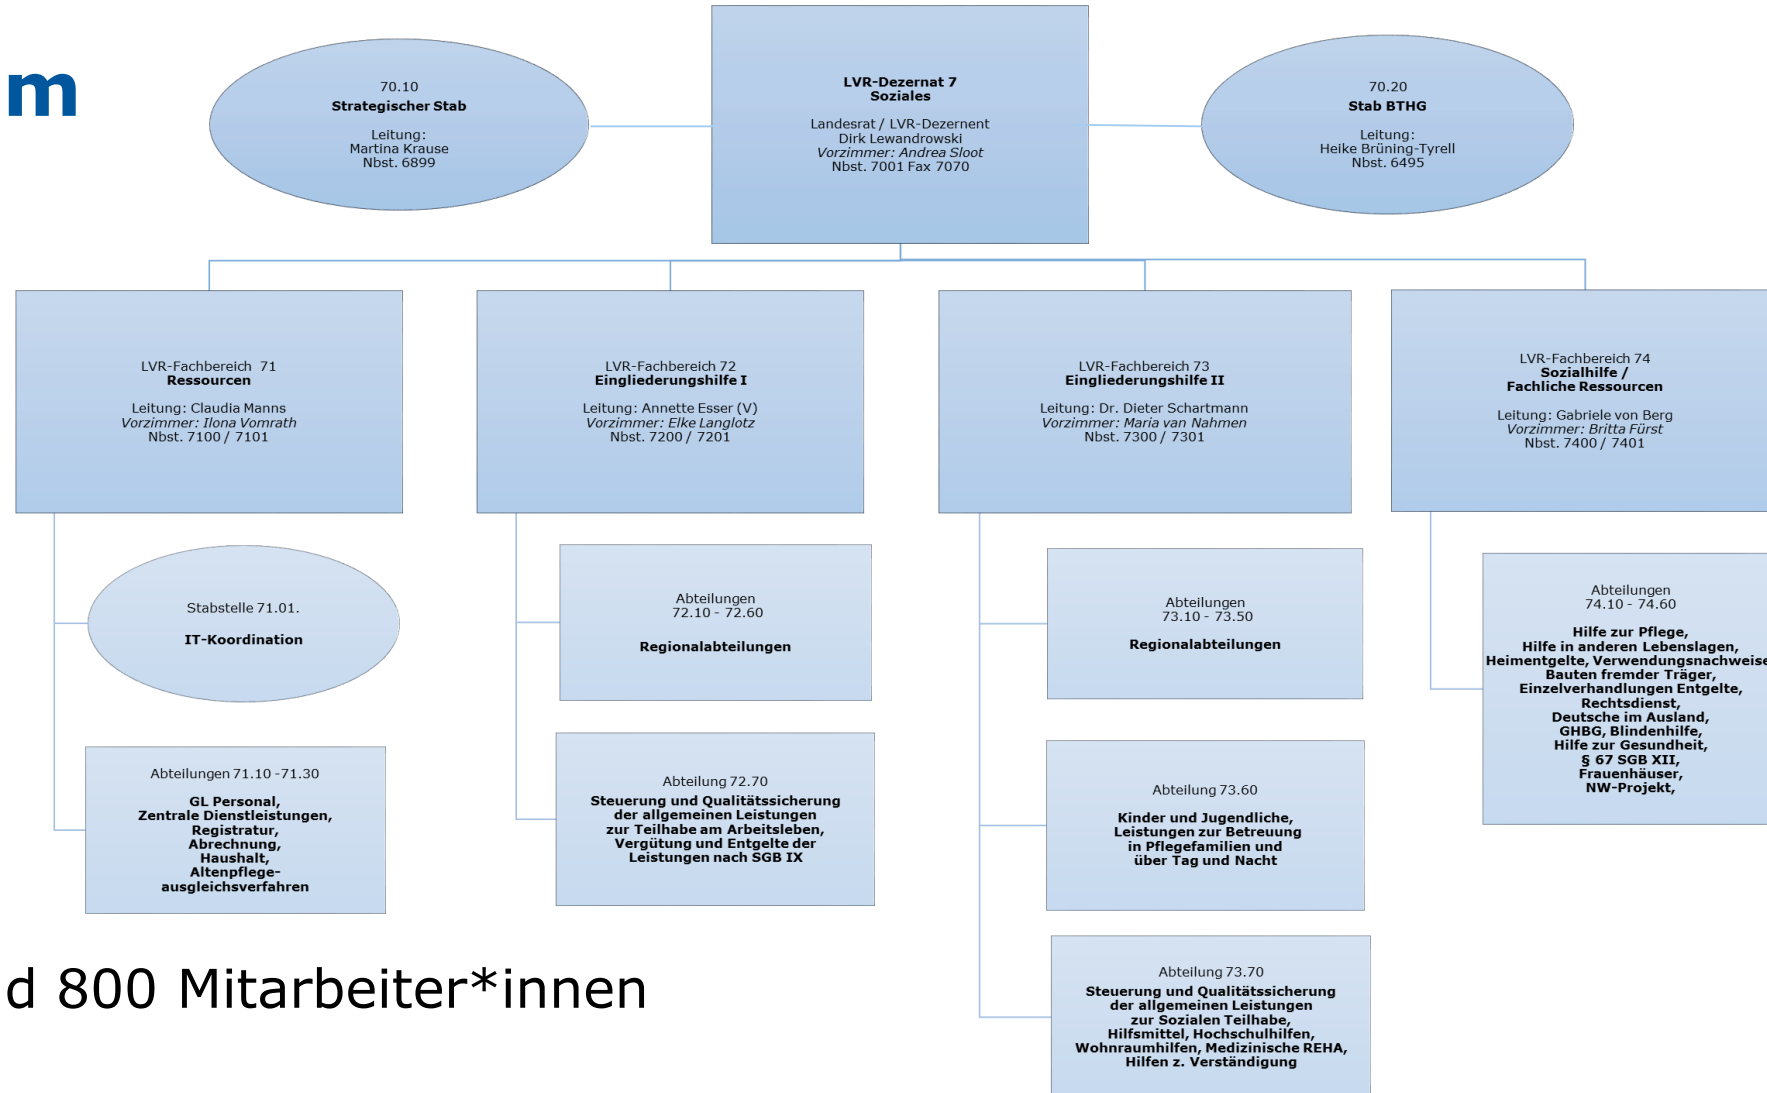 m
70.10
Strategischer Stab
Leitung:
Martina Krause
Nbst. 6899
LVR-Dezernat 7
Soziales
Landesrat / LVR-Dezernent
Dirk Lewandrowski
Vorzimmer: Andrea Sloot
Nbst. 7001 Fax 7070
70.20
Stab BTHG
Leitung:
Heike Brüning-Tyrell
Nbst. 6495
LVR-Fachbereich 71
Ressourcen
Leitung: Claudia Manns
Vorzimmer: Ilona Vomrath
Nbst. 7100 / 7101
LVR-Fachbereich 72
Eingliederungshilfe I
Leitung: Annette Esser (V)
Vorzimmer: Elke Langlotz
Nbst. 7200 / 7201
LVR-Fachbereich 73
Eingliederungshilfe II
Leitung: Dr. Dieter Schartmann
Vorzimmer: Maria van Nahmen
Nbst. 7300 / 7301
LVR-Fachbereich 74
Sozialhilfe /
Fachliche Ressourcen
Leitung: Gabriele von Berg
Vorzimmer: Britta Fürst
Nbst. 7400 / 7401
Stabstelle 71.01.
IT-Koordination
Abteilungen 71.10 -71.30
GL Personal,
Zentrale Dienstleistungen,
Registratur,
Abrechnung,
Haushalt,
Altenpflege-
ausgleichsverfahren
Abteilungen
72.10 - 72.60
Regionalabteilungen
Abteilung 72.70
Steuerung und Qualitätssicherung
der allgemeinen Leistungen
zur Teilhabe am Arbeitsleben,
Vergütung und Entgelte der
Leistungen nach SGB IX
Abteilungen
73.10 - 73.50
Regionalabteilungen
Abteilung 73.60
Kinder und Jugendliche,
Leistungen zur Betreuung
in Pflegefamilien und
über Tag und Nacht
Abteilung 73.70
Steuerung und Qualitätssicherung
der allgemeinen Leistungen
zur Sozialen Teilhabe,
Hilfsmittel, Hochschulhilfen,
Wohnraumhilfen, Medizinische REHA,
Hilfen z. Verständigung
Abteilungen
74.10 - 74.60
Hilfe zur Pflege,
Hilfe in anderen Lebenslagen,
Heimentgelte, Verwendungsnachweise
Bauten fremder Träger,
Einzelverhandlungen Entgelte,
Rechtsdienst,
Deutsche im Ausland,
GHBG, Blindenhilfe,
Hilfe zur Gesundheit,
§ 67 SGB XII,
Frauenhäuser,
NW-Projekt,
d 800 Mitarbeiter*innen